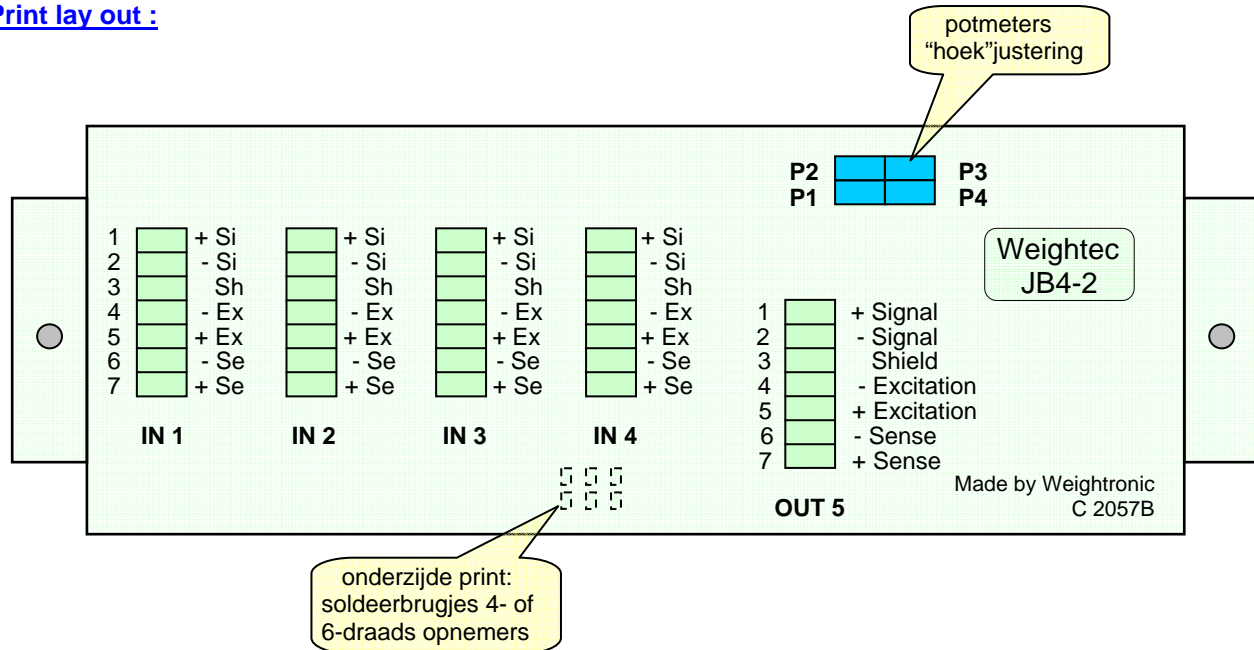 Print lay out :
potmeters
“hoek”justering
P2 P3
P1 P4
1 + Si + Si + Si + Si
2 - Si - Si - Si - Si
3 Sh Sh Sh Sh
4 - Ex - Ex - Ex - Ex
5 + Ex + Ex + Ex + Ex
6 - Se - Se - Se - Se
7 + Se + Se + Se + Se
IN 1 IN 2 IN 3 IN 4
Weightec
JB4-2
1 + Signal
2 - Signal
3 Shield
4 - Excitation
5 + Excitation
6 - Sense
7 + Sense
OUT 5
Made by Weightronic
C 2057B
onderzijde print:
soldeerbrugjes 4- of
6-draads opnemers